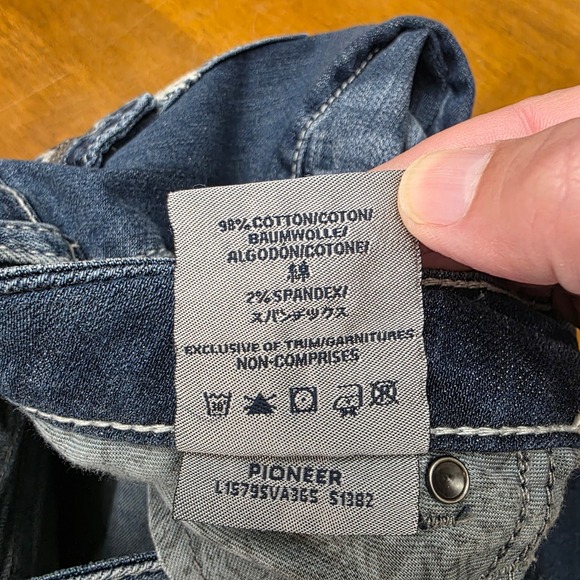 98% COTTON/COTON/
BAUMWOLLE/
ALGODÓN/COTONE/
綿
2% SPANDEX/
スパンデックス
EXCLUSIVE OF TRIM/GARNITURES
NON-COMPRISES
30
PIONEER
L1579SVA365 S1382